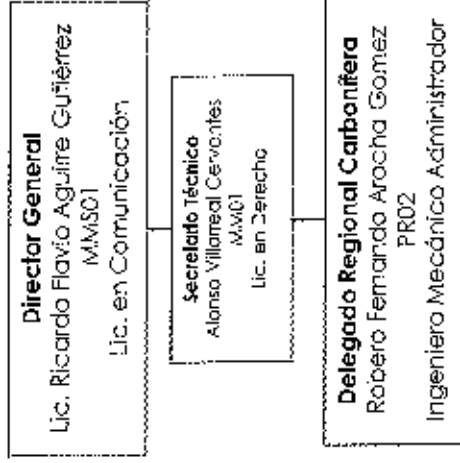 Director General
Lic. Ricardo Flavio Aguirre Gutiérrez
MMS01
Lic. en Comunicación
Secretario Técnico
Alonso Villarreal Cervantes
MM01
Lic. en Derecho
Delegado Regional Carbonífera
Robero Fernando Arocha Gomez
PR02
Ingeniero Mecánico Administrador